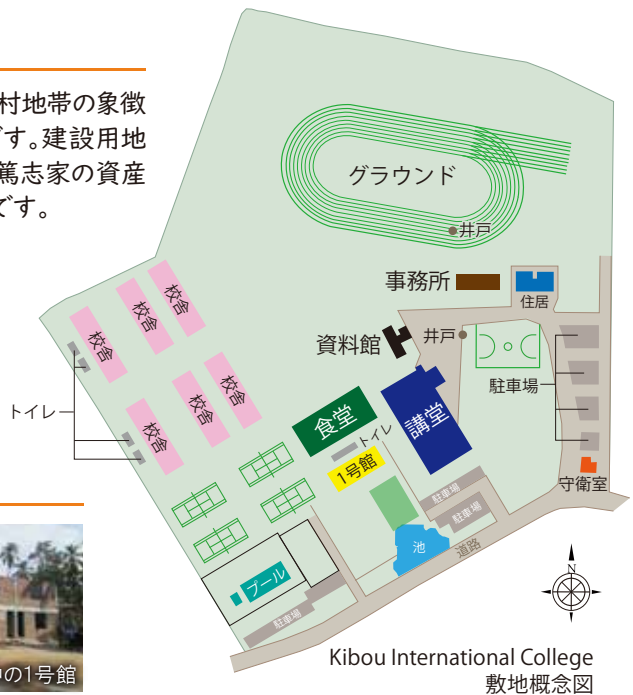 村地帯の象徴
です。建設用地
篤志家の資産
です。
グラウンド
井戸
事務所
住居
資料館
井戸
駐車場
校舎
校舎
校舎
校舎
校舎
校舎
トイレ
食堂
講堂
トイレ
1号館
守衛室
駐車場
駐車場
池
道路
プール
駐車場
N
の1号館
Kibou International College
敷地概念図